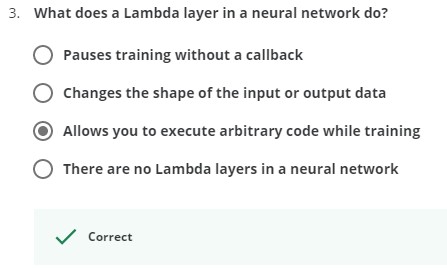 3. What does a Lambda layer in a neural network do?
Pauses training without a callback
Changes the shape of the input or output data
Allows you to execute arbitrary code while training
There are no Lambda layers in a neural network
Correct